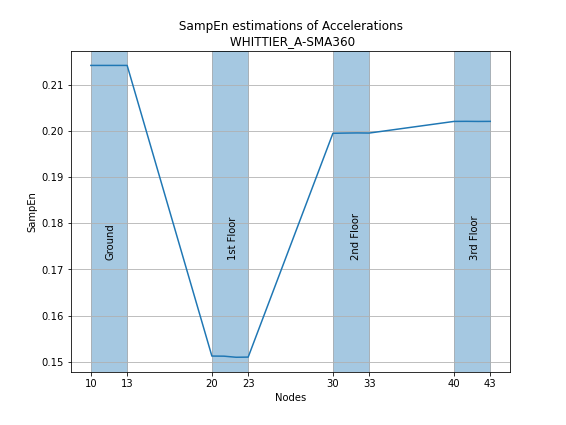 SampEn estimations of Accelerations
WHITTIER_A-SMA360
SampEn
0.21
0.20
0.19
0.18
0.17
0.16
0.15
Ground
1st Floor
2nd Floor
3rd Floor
10 13 20 23 30 33 40 43
Nodes